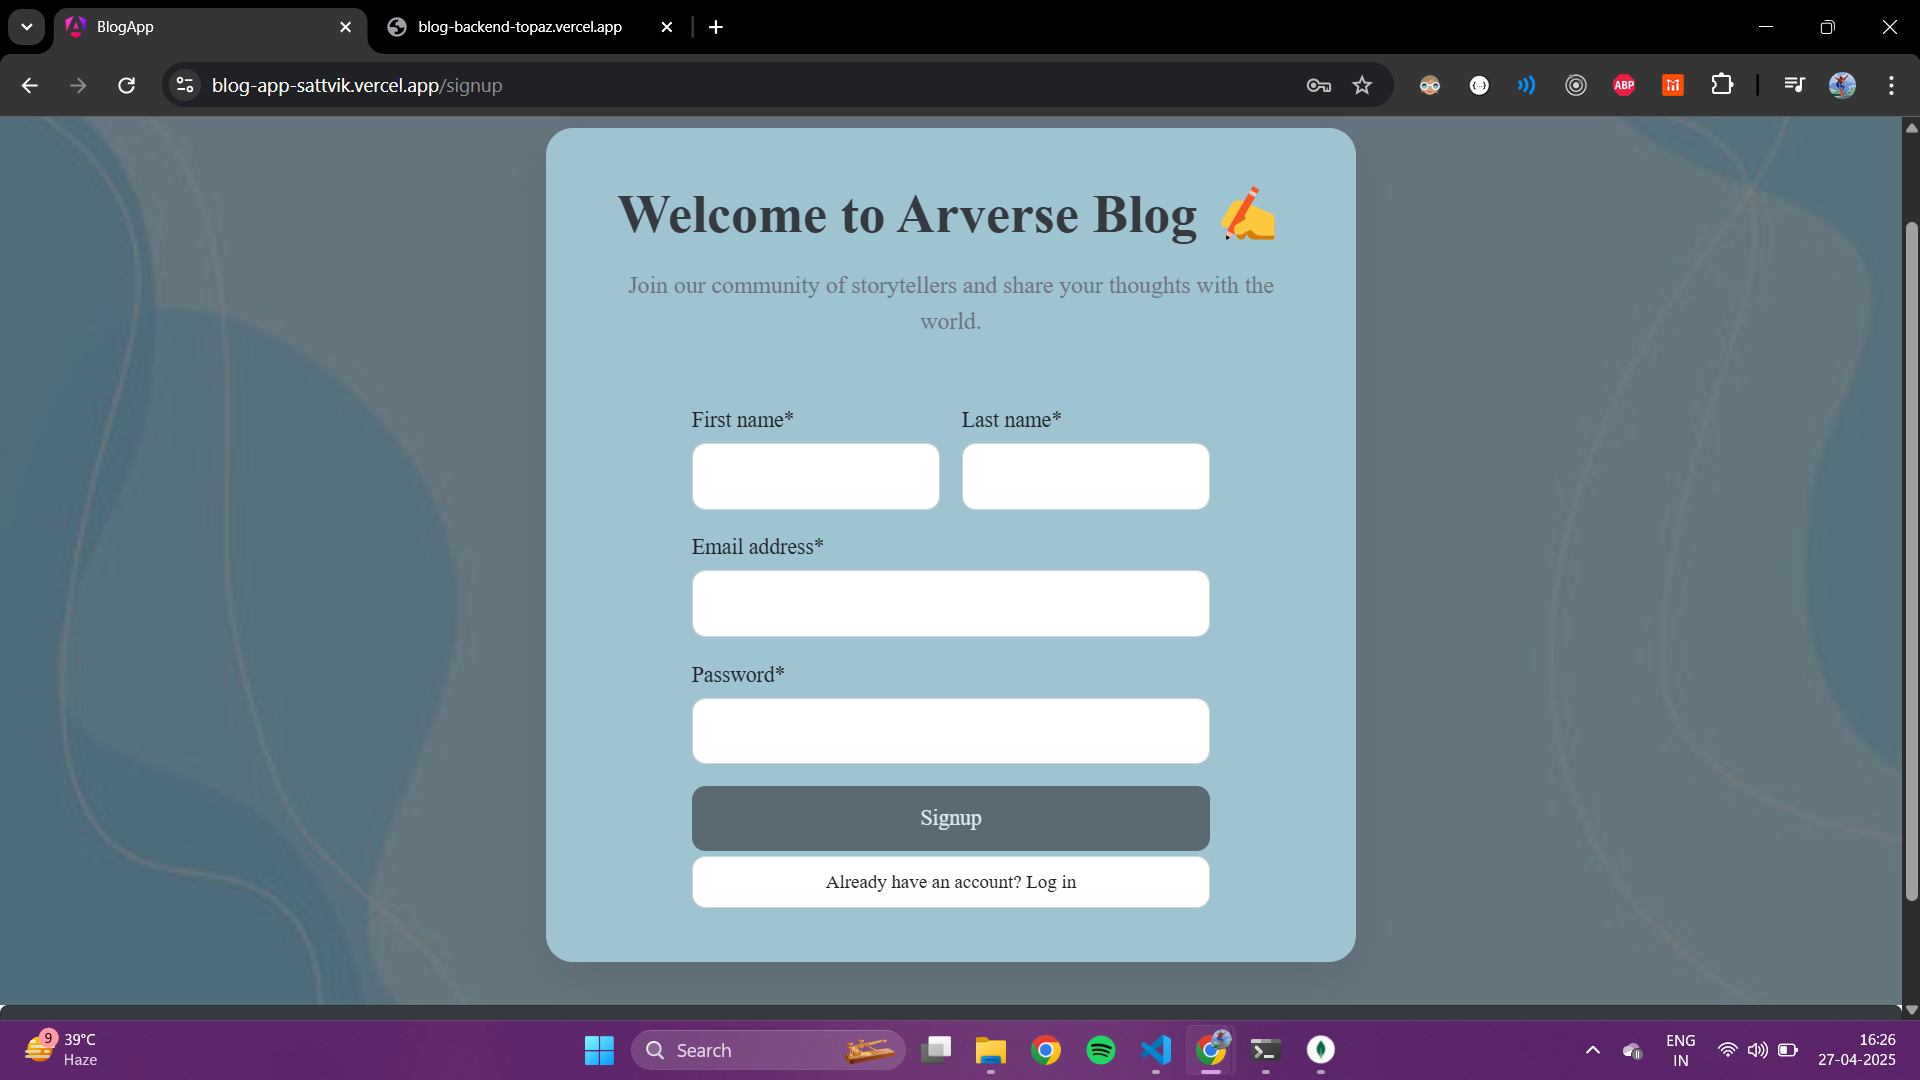 BlogApp
blog-backend-topaz.vercel.app
blog-app-sattvik.vercel.app/signup
ABP
Welcome to Arverse Blog ✍
Join our community of storytellers and share your thoughts with the
world.
First name*
Last name*
Email address*
Password*
Signup
Already have an account? Log in
9
39°C
Haze
Search
ENG
IN
16:26
27-04-2025